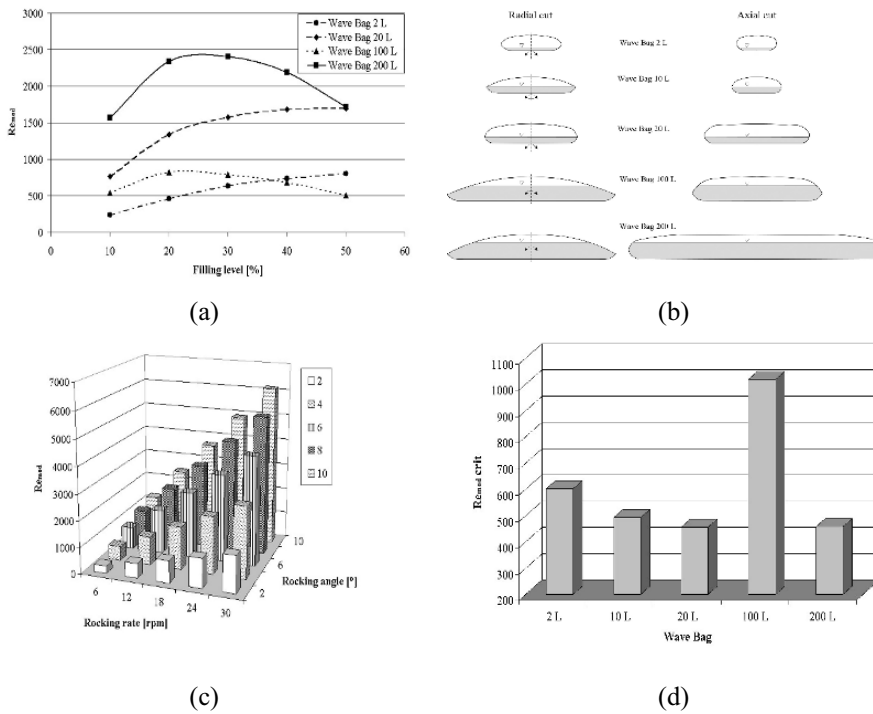 3000
2500
2000
1500
1000
500
0
0 10 20 30 40 50 60
Remod
Filling level [%]
Wave Bag 2 L
Wave Bag 20 L
Wave Bag 100 L
Wave Bag 200 L
(a)
Radial cut Axial cut
Wave Bag 2 L
Wave Bag 10 L
Wave Bag 20 L
Wave Bag 100 L
Wave Bag 200 L
(b)
7000
6000
5000
4000
3000
2000
1000
0
Remod
6 12 18 24 30
Rocking rate [rpm]
2 6 10
Rocking angle [°]
2
4
6
8
10
(c)
1100
1000
900
800
700
600
500
400
300
200
Remod crit
2 L 10 L 20 L 100 L 200 L
Wave Bag
(d)